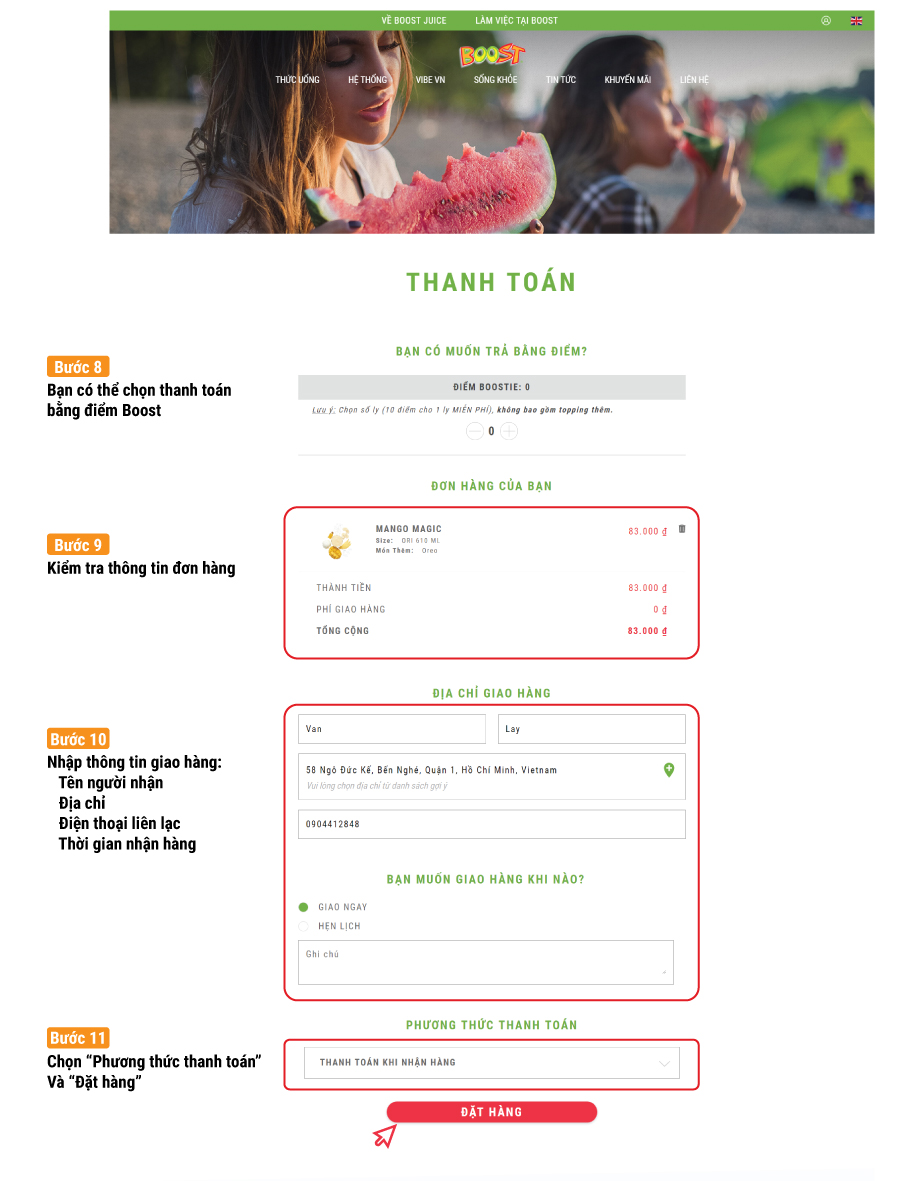 VỀ BOOST JUICE LÀM VIỆC TẠI BOOST
BOOST
THỨC UỐNG HỆ THỐNG VIBE VN SỐNG KHỎE TIN TỨC KHUYẾN MÃI LIÊN HỆ
THANH TOÁN
BẠN CÓ MUỐN TRẢ BẰNG ĐIỂM?
Bước 8
Bạn có thể chọn thanh toán
bằng điểm Boost
ĐIỂM BOOSTIE: 0
Lưu ý: Chọn số ly (10 điểm cho 1 ly MIỄN PHÍ), không bao gồm topping thêm.
0
ĐƠN HÀNG CỦA BẠN
Bước 9
Kiểm tra thông tin đơn hàng
MANGO MAGIC 83.000 ₫
Size: ORI 610 ML
Món Thêm: Oreo
THÀNH TIỀN 83.000 ₫
PHÍ GIAO HÀNG 0 ₫
TỔNG CỘNG 83.000 ₫
ĐỊA CHỈ GIAO HÀNG
Bước 10
Nhập thông tin giao hàng:
Tên người nhận
Địa chỉ
Điện thoại liên lạc
Thời gian nhận hàng
Van Lay
58 Ngô Đức Kế, Bến Nghé, Quận 1, Hồ Chí Minh, Vietnam
Vui lòng chọn địa chỉ từ danh sách gợi ý
0904412848
BẠN MUỐN GIAO HÀNG KHI NÀO?
GIAO NGAY
HẸN LỊCH
Ghi chú
PHƯƠNG THỨC THANH TOÁN
Bước 11
Chọn “Phương thức thanh toán”
Và “Đặt hàng”
THANH TOÁN KHI NHẬN HÀNG
ĐẶT HÀNG